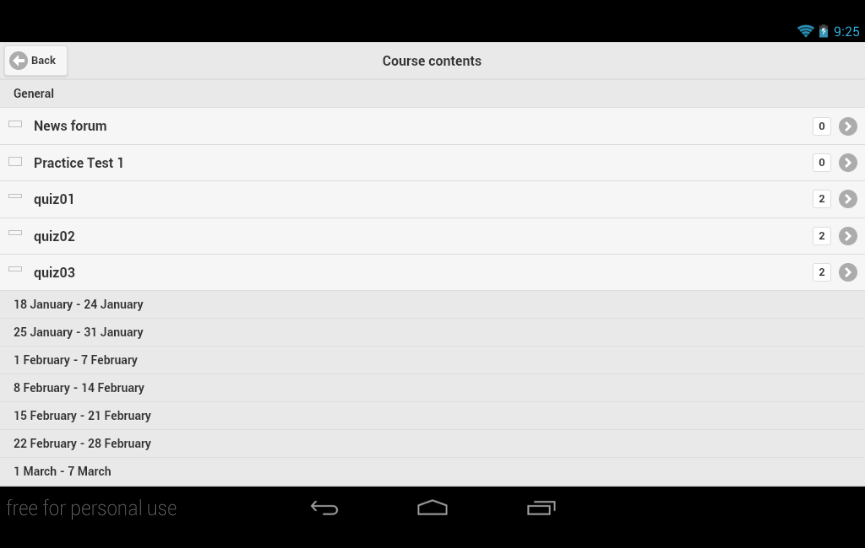 9:25
Back
Course contents
General
News forum 0
Practice Test 1 0
quiz01 2
quiz02 2
quiz03 2
18 January - 24 January
25 January - 31 January
1 February - 7 February
8 February - 14 February
15 February - 21 February
22 February - 28 February
1 March - 7 March
free for personal use